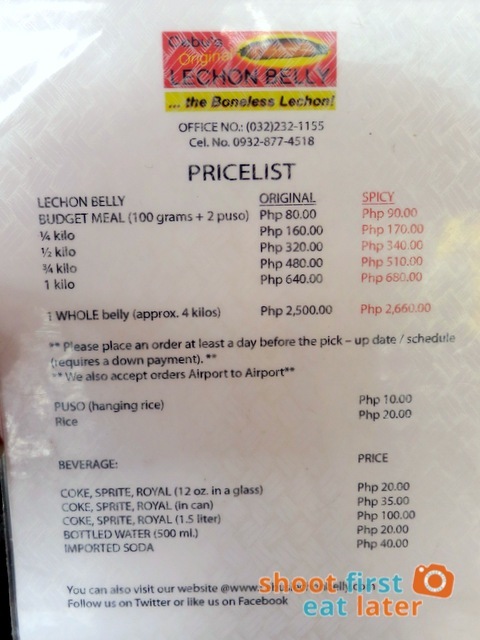 Cebu's
Original
LECHON BELLY
... the Boneless Lechon!
OFFICE NO.: (032)232-1155
Cel. No. 0932-877-4518
PRICELIST
LECHON BELLY ORIGINAL SPICY
BUDGET MEAL (100 grams + 2 puso) Php 80.00 Php 90.00
¼ kilo Php 160.00 Php 170.00
½ kilo Php 320.00 Php 340.00
¾ kilo Php 480.00 Php 510.00
1 kilo Php 640.00 Php 680.00
1 WHOLE belly (approx. 4 kilos) Php 2,500.00 Php 2,660.00
** Please place an order at least a day before the pick – up date / schedule
(requires a down payment). **
** We also accept orders Airport to Airport**
PUSO (hanging rice) Php 10.00
Rice Php 20.00
BEVERAGE: PRICE
COKE, SPRITE, ROYAL (12 oz. in a glass) Php 20.00
COKE, SPRITE, ROYAL (in can) Php 35.00
COKE, SPRITE, ROYAL (1.5 liter) Php 100.00
BOTTLED WATER (500 ml.) Php 20.00
IMPORTED SODA Php 40.00
You can also visit our website
Follow us on Twitter or like us on Facebook
shoot first
eat later